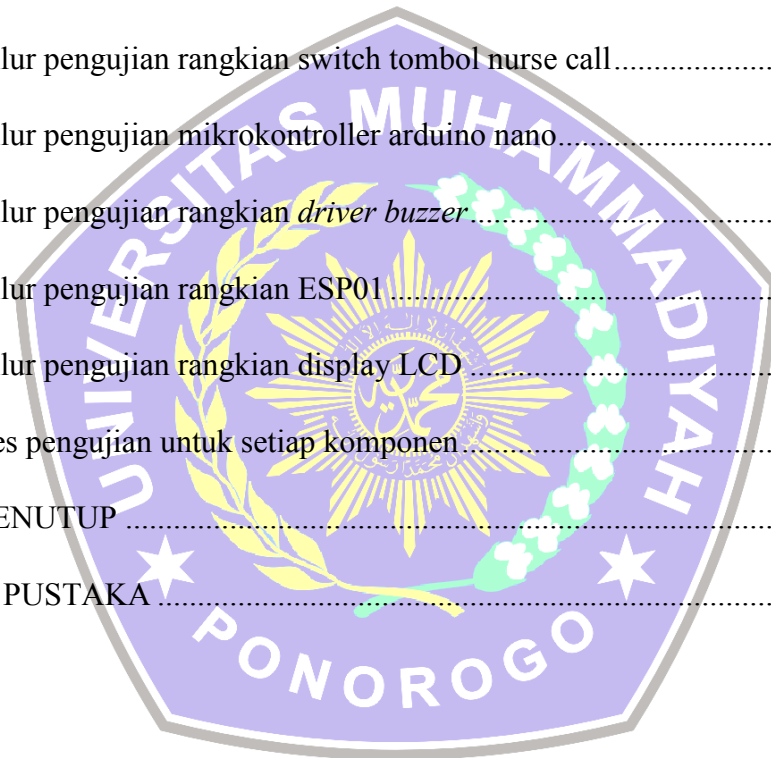 lur pengujian rangkian switch tombol nurse call....................
lur pengujian mikrokontroller arduino nano...........................
lur pengujian rangkian driver buzzer......................................
lur pengujian rangkian ESP01................................................
lur pengujian rangkian display LCD.......................................
es pengujian untuk setiap komponen.......................................
ENUTUP.................................................................................
PUSTAKA.............................................................................
UNIVERSITAS MUHAMMADIYAH
PONOROGO